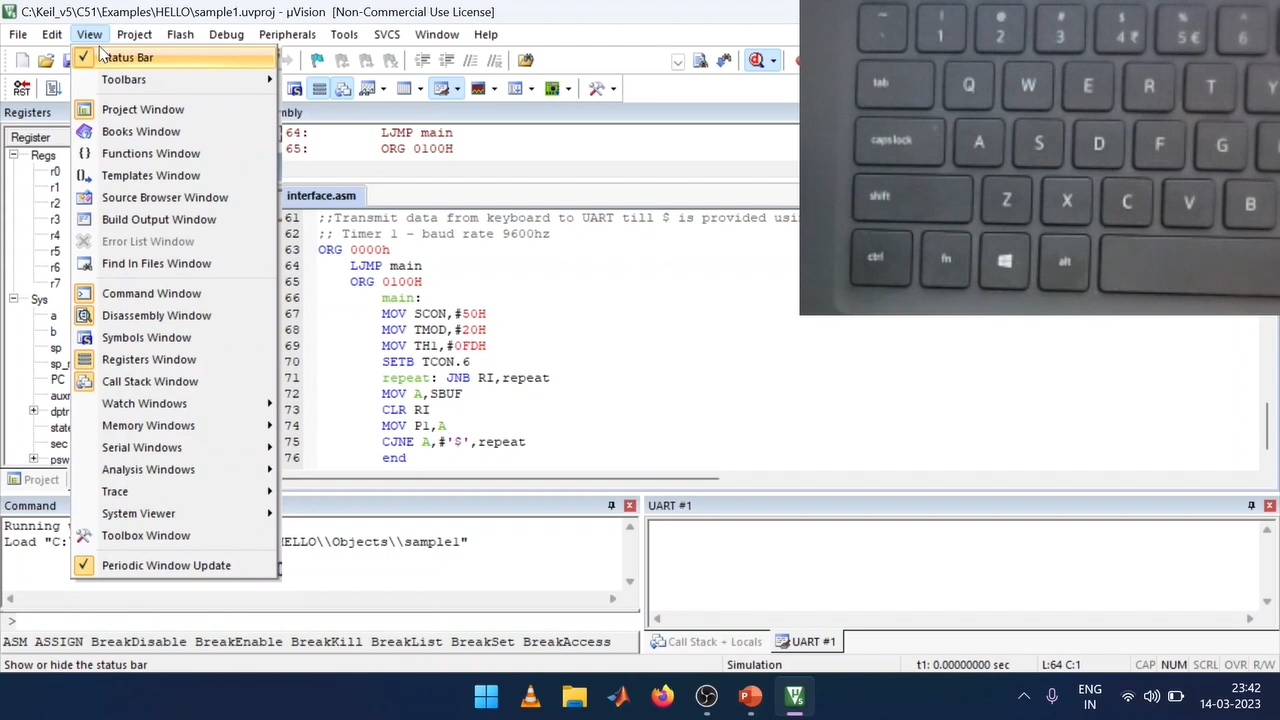 C:\Keil_v5\C51\Examples\HELLO\sample1.uvproj - µVision [Non-Commercial Use License]
File Edit View Project Flash Debug Peripherals Tools SVCS Window Help
Status Bar
Toolbars
Project Window
Books Window
Functions Window
Templates Window
Source Browser Window
Build Output Window
Error List Window
Find In Files Window
Command Window
Disassembly Window
Symbols Window
Registers Window
Call Stack Window
Watch Windows
Memory Windows
Serial Windows
Analysis Windows
Trace
System Viewer
Toolbox Window
Periodic Window Update
RST
Registers
Register
Regs
r0
r1
r2
r3
r4
r5
r6
r7
Sys
a
b
sp
sp_
PC
aux
dptr
stat
sec
psw
Project
64: LJMP main
65: ORG 0100H
interface.asm
61 ;;Transmit data from keyboard to UART till $ is provided
62 ;; Timer 1 - baud rate 9600hz
63 ORG 0000h
64 LJMP main
65 ORG 0100H
66 main:
67 MOV SCON,#50H
68 MOV TMOD,#20H
69 MOV TH1,#0FDH
70 SETB TCON.6
71 repeat: JNB RI,repeat
72 MOV A,SBUF
73 CLR RI
74 MOV P1,A
75 CJNE A,#'$',repeat
76 end
Command
Running
Load "C: HELLO\\Objects\\sample1"
>
ASM ASSIGN BreakDisable BreakEnable BreakKill BreakList BreakSet BreakAccess
UART #1
Call Stack + Locals UART #1
Show or hide the status bar Simulation t1: 0.00000000 sec L:64 C:1 CAP NUM SCRL OVR R/W
ENG
IN
23:42
14-03-2023
~ ! @ # $ % ^
1 2 3 4 ₹ 5 € 6
tab Q W E R T Y
caps lock A S D F G
shift Z X C V B
ctrl fn alt